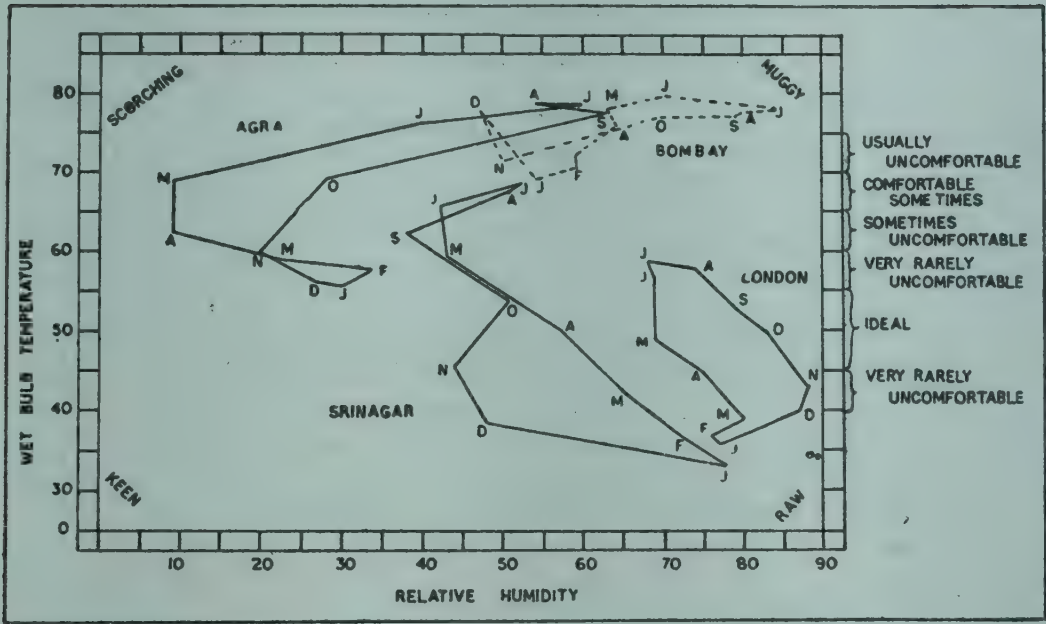 SCORCHING
MUGGY
AGRA
BOMBAY
LONDON
SRINAGAR
KEEN
RAW
A
J
M
J
D
J
J
S
A
O
S
A
N
J
F
M
O
A
N
M
F
D
J
J
J
A
S
M
O
A
N
M
D
F
J
J
A
J
S
M
O
A
N
M
D
F
J
80
70
60
50
40
30
0
WET BULB TEMPERATURE
10 20 30 40 50 60 70 80 90
RELATIVE HUMIDITY
USUALLY
UNCOMFORTABLE
COMFORTABLE
SOME TIMES
SOMETIMES
UNCOMFORTABLE
VERY RARELY
UNCOMFORTABLE
IDEAL
VERY RARELY
UNCOMFORTABLE